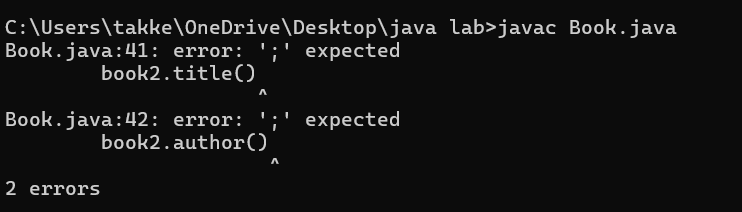 C:\Users\takke\OneDrive\Desktop\java lab>javac Book.java
Book.java:41: error: ';' expected
        book2.title()
                     ^
Book.java:42: error: ';' expected
        book2.author()
                      ^
2 errors